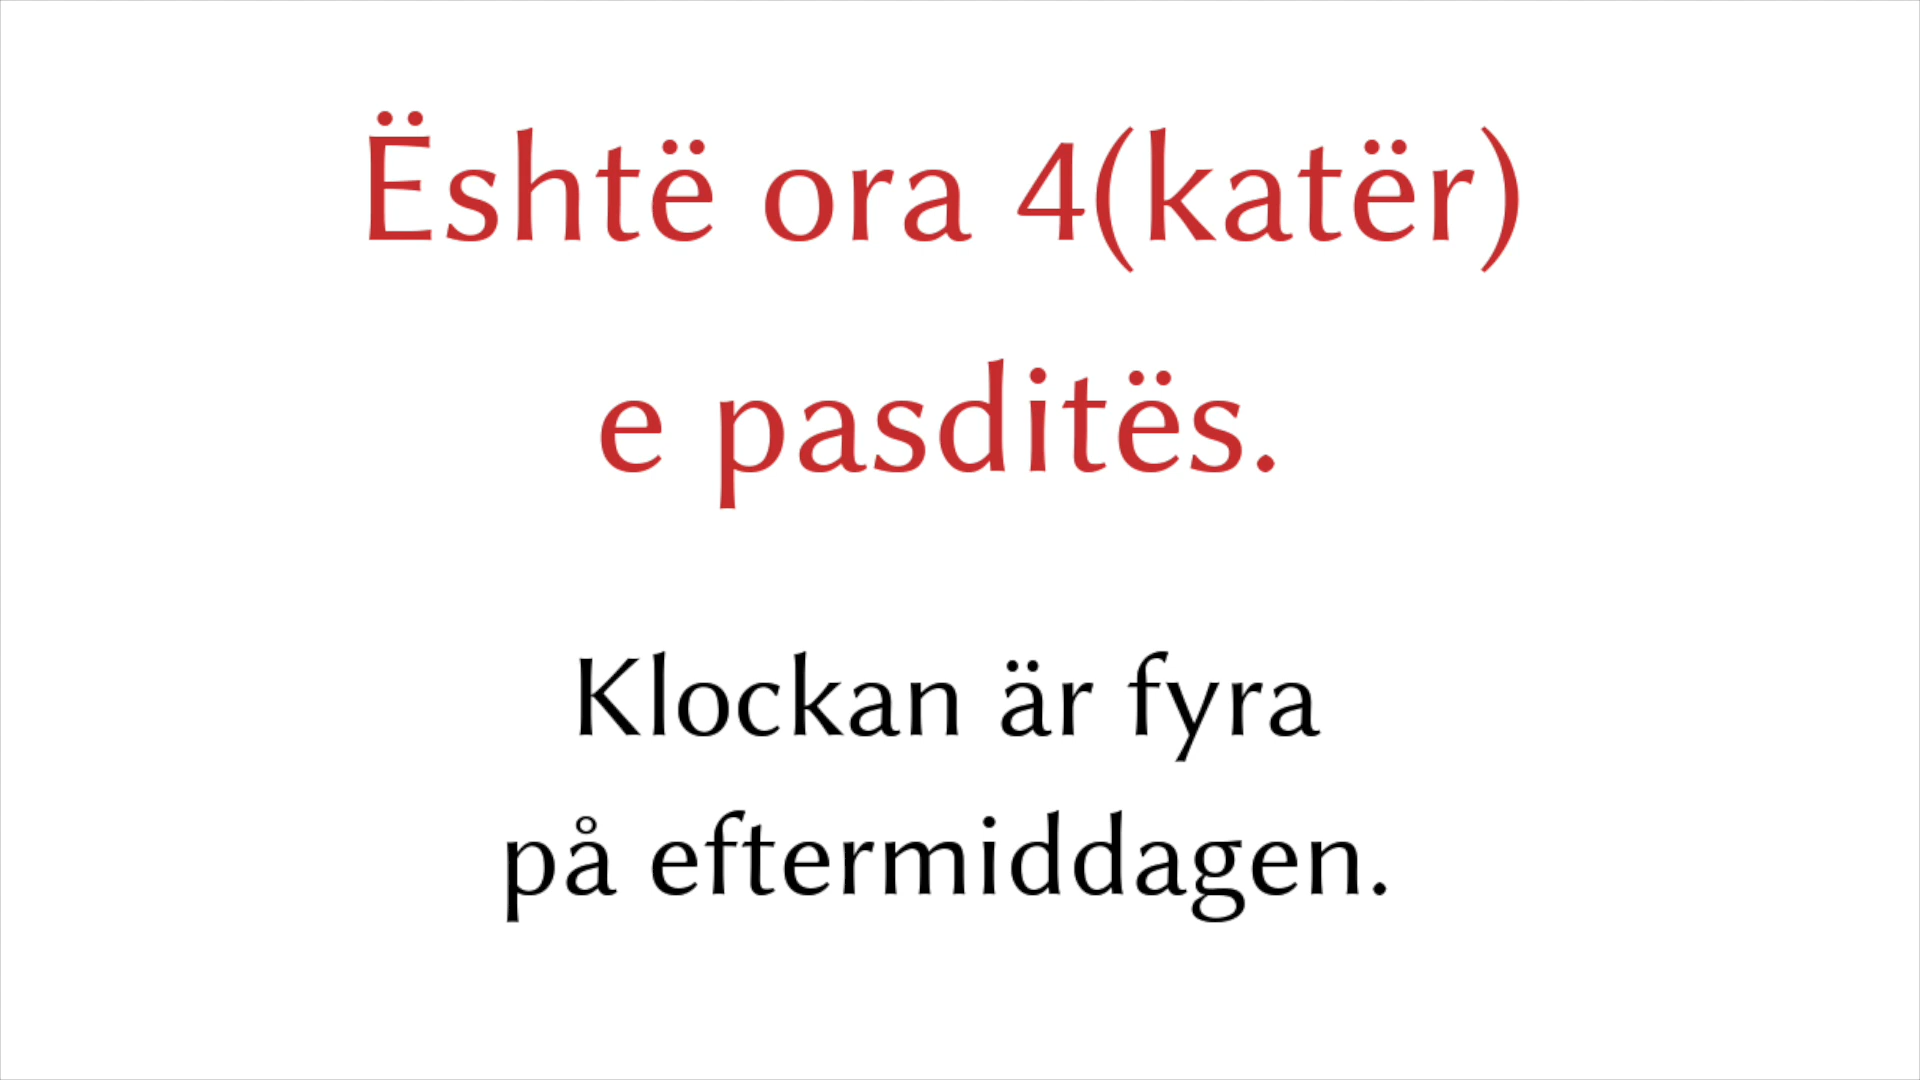 Është ora 4(katër)
e pasditës.
Klockan är fyra
på eftermiddagen.